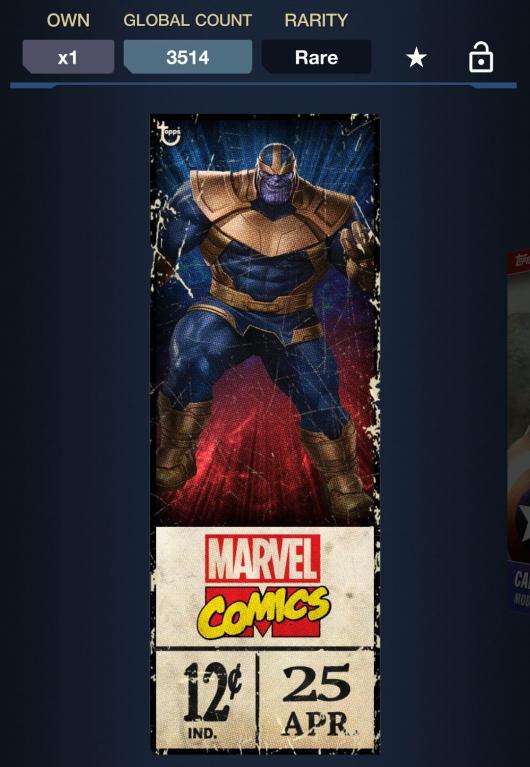 OWN GLOBAL COUNT RARITY
x1 3514 Rare
topps
MARVEL
COMICS
12¢ 25
IND. APR.